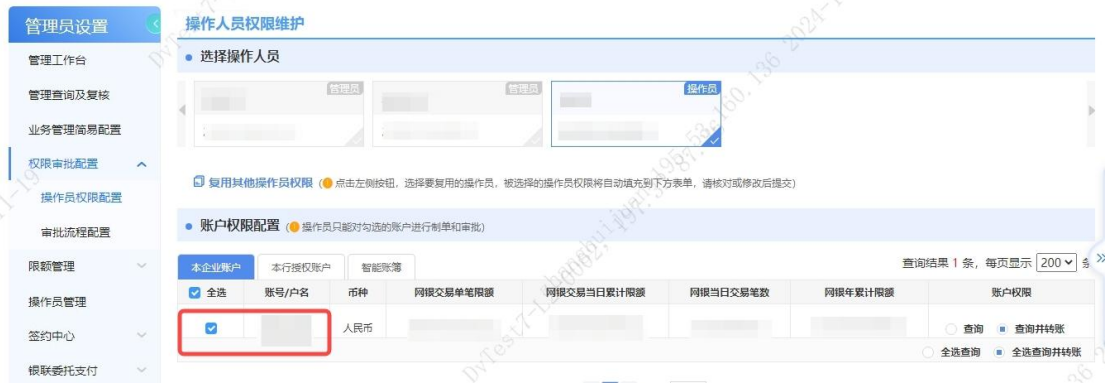 管理员设置
管理工作台
管理查询及复核
业务管理简易配置
权限审批配置
操作员权限配置
审批流程配置
限额管理
操作员管理
签约中心
银联委托支付
操作人员权限维护
选择操作人员
管理员
管理员
操作员
复用其他操作员权限 ( 点击左侧按钮，选择要复用的操作员，被选择的操作员权限将自动填充到下方表单，请核对或修改后提交)
账户权限配置 ( 操作员只能对勾选的账户进行制单和审批)
本企业账户 本行授权账户 智能账簿
查询结果 1 条，每页显示 200
全选 账号/户名 币种 网银交易单笔限额 网银交易当日累计限额 网银当日交易笔数 网银年累计限额 账户权限
人民币 查询 查询并转账
全选查询 全选查询并转账